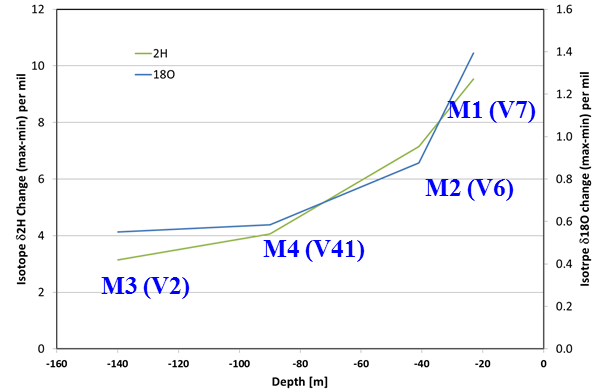 12
10
8
6
4
2
0
Isotope δ2H Change (max-min) per mil
2H
18O
M1 (V7)
M2 (V6)
M4 (V41)
M3 (V2)
1.6
1.4
1.2
1.0
0.8
0.6
0.4
0.2
0.0
Isotrpe δ18O change (max-min) per mil
-160 -140 -120 -100 -80 -60 -40 -20 0
Depth [m]